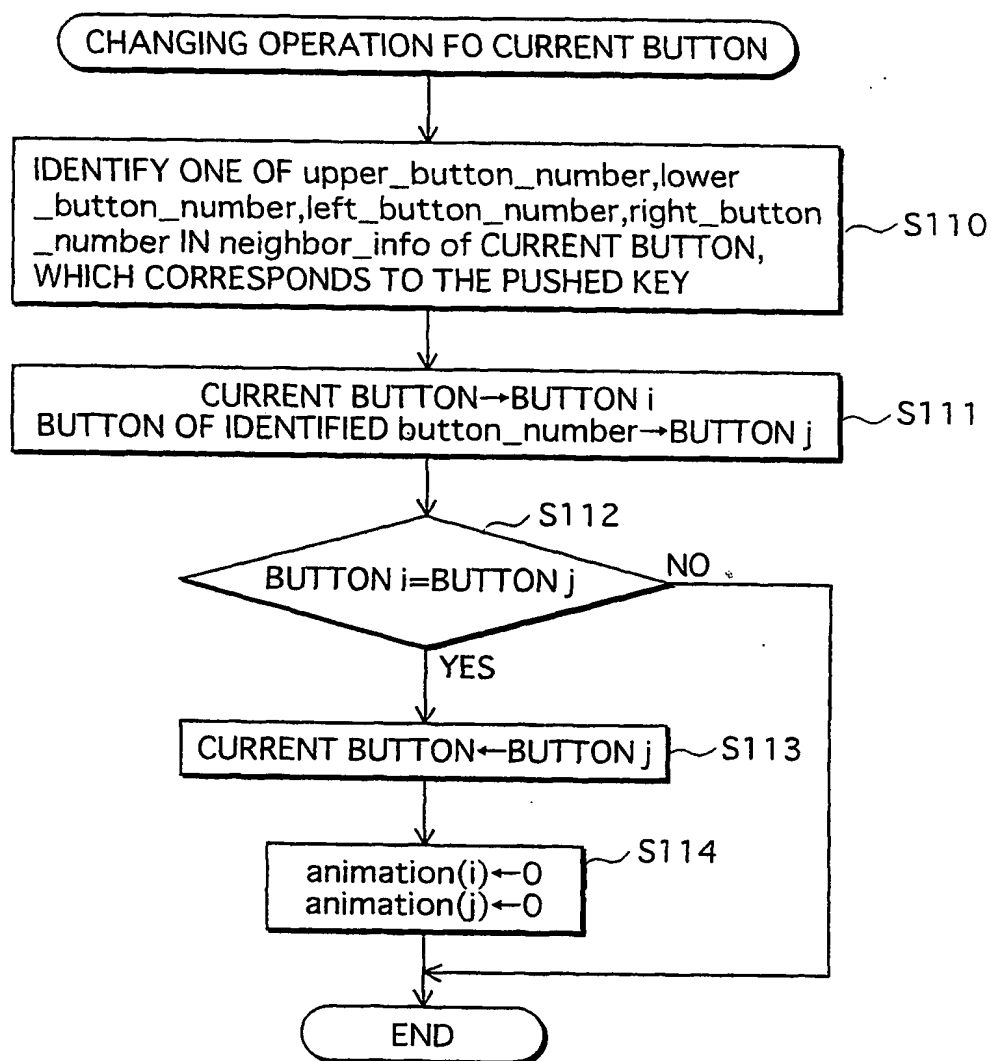 CHANGING OPERATION FO CURRENT BUTTON
IDENTIFY ONE OF upper_button_number,lower
_button_number,left_button_number,right_button
_number IN neighbor_info of CURRENT BUTTON,
WHICH CORRESPONDS TO THE PUSHED KEY
S110
CURRENT BUTTON→BUTTON i
BUTTON OF IDENTIFIED button_number→BUTTON j
S111
S112
BUTTON i=BUTTON j
NO
YES
CURRENT BUTTON←BUTTON j
S113
animation(i)←0
animation(j)←0
S114
END